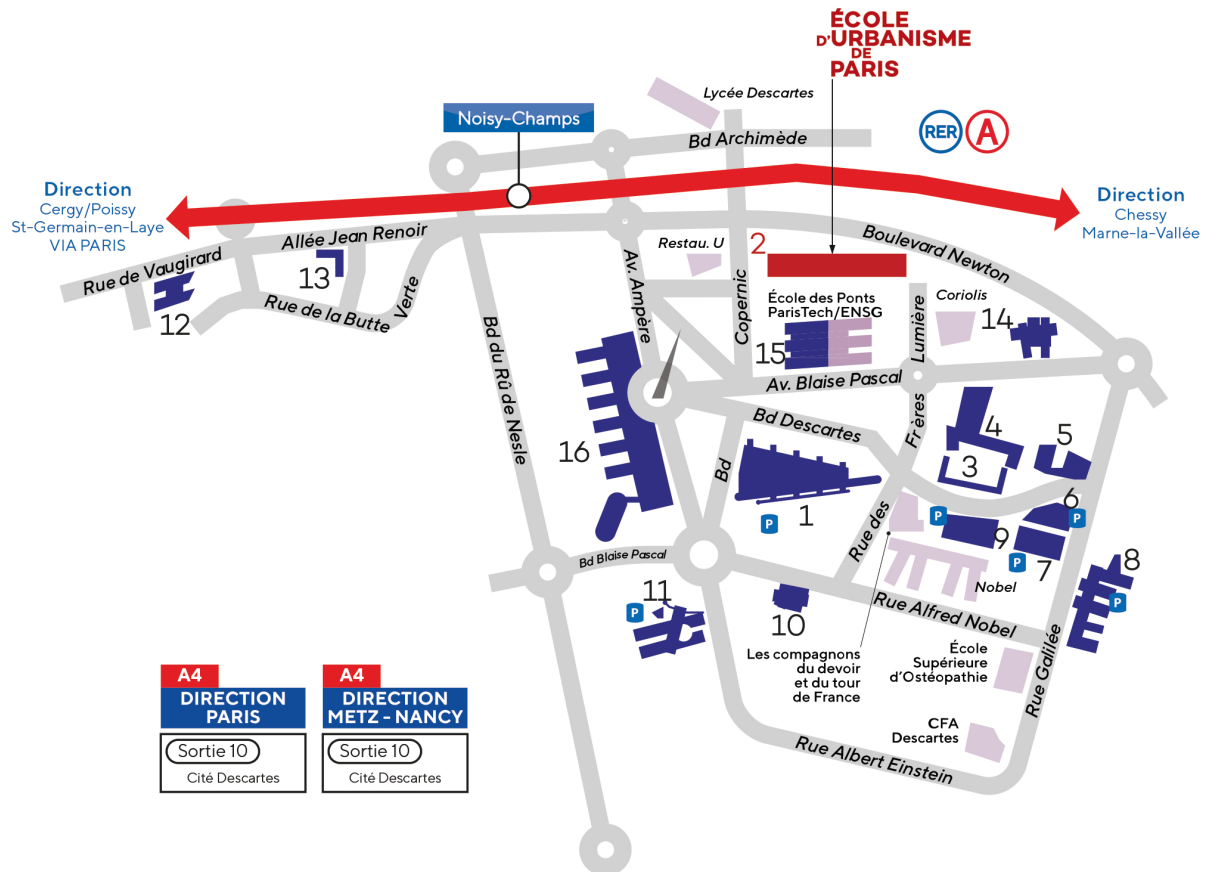 ÉCOLE
D'URBANISME
DE
PARIS
Lycée Descartes
Noisy-Champs
Bd Archimède
RER A
Direction
Cergy/Poissy
St-Germain-en-Laye
VIA PARIS
Direction
Chessy
Marne-la-Vallée
Allée Jean Renoir
Rue de Vaugirard
12
13
Rue de la Butte
Verte
Bd du Rû de Nesle
Av. Ampère
Restau. U
2
Copernic
Boulevard Newton
École des Ponts
ParisTech/ENSG
15
Lumière
Coriolis
14
Av. Blaise Pascal
Bd Descartes
Frères
4
3
5
16
Bd
1
P
Rue des
P
9
6
P
7
P
8
P
Bd Blaise Pascal
11
P
10
Nobel
Rue Alfred Nobel
Les compagnons
du devoir
et du tour
de France
École
Supérieure
d'Ostéopathie
Rue Galilée
CFA
Descartes
Rue Albert Einstein
A4
DIRECTION
PARIS
Sortie 10
Cité Descartes
A4
DIRECTION
METZ - NANCY
Sortie 10
Cité Descartes